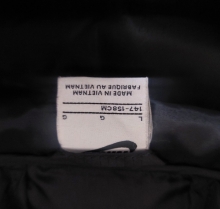 L G G
147-158CM
MADE IN VIETNAM
FABRIQUE AU VIETNAM